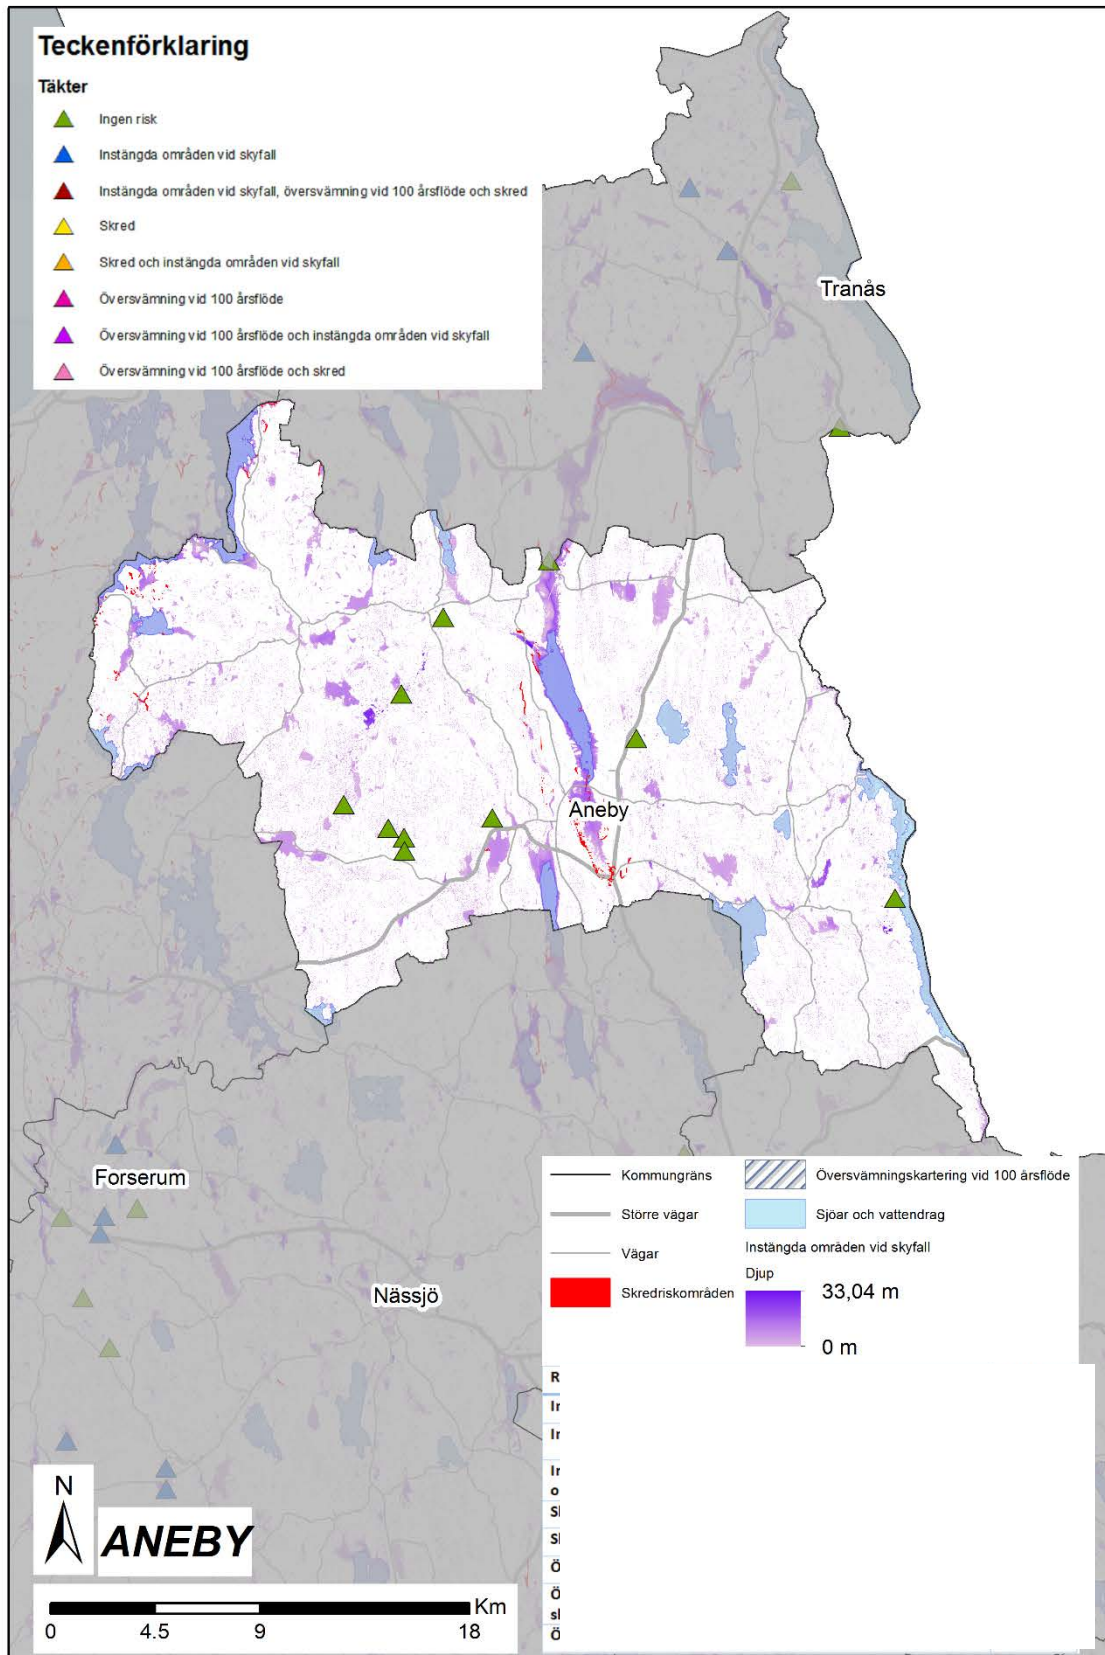 Teckenförklaring
Täkter
Ingen risk
Instängda områden vid skyfall
Instängda områden vid skyfall, översvämning vid 100 årsflöde och skred
Skred
Skred och instängda områden vid skyfall
Översvämning vid 100 årsflöde
Översvämning vid 100 årsflöde och instängda områden vid skyfall
Översvämning vid 100 årsflöde och skred
Tranås
Aneby
Forserum
Nässjö
Kommungräns
Större vägar
Vägar
Skredriskområden
Översvämningskartering vid 100 årsflöde
Sjöar och vattendrag
Instängda områden vid skyfall
Djup
33,04 m
0 m
N
ANEBY
Km
0 4.5 9 18